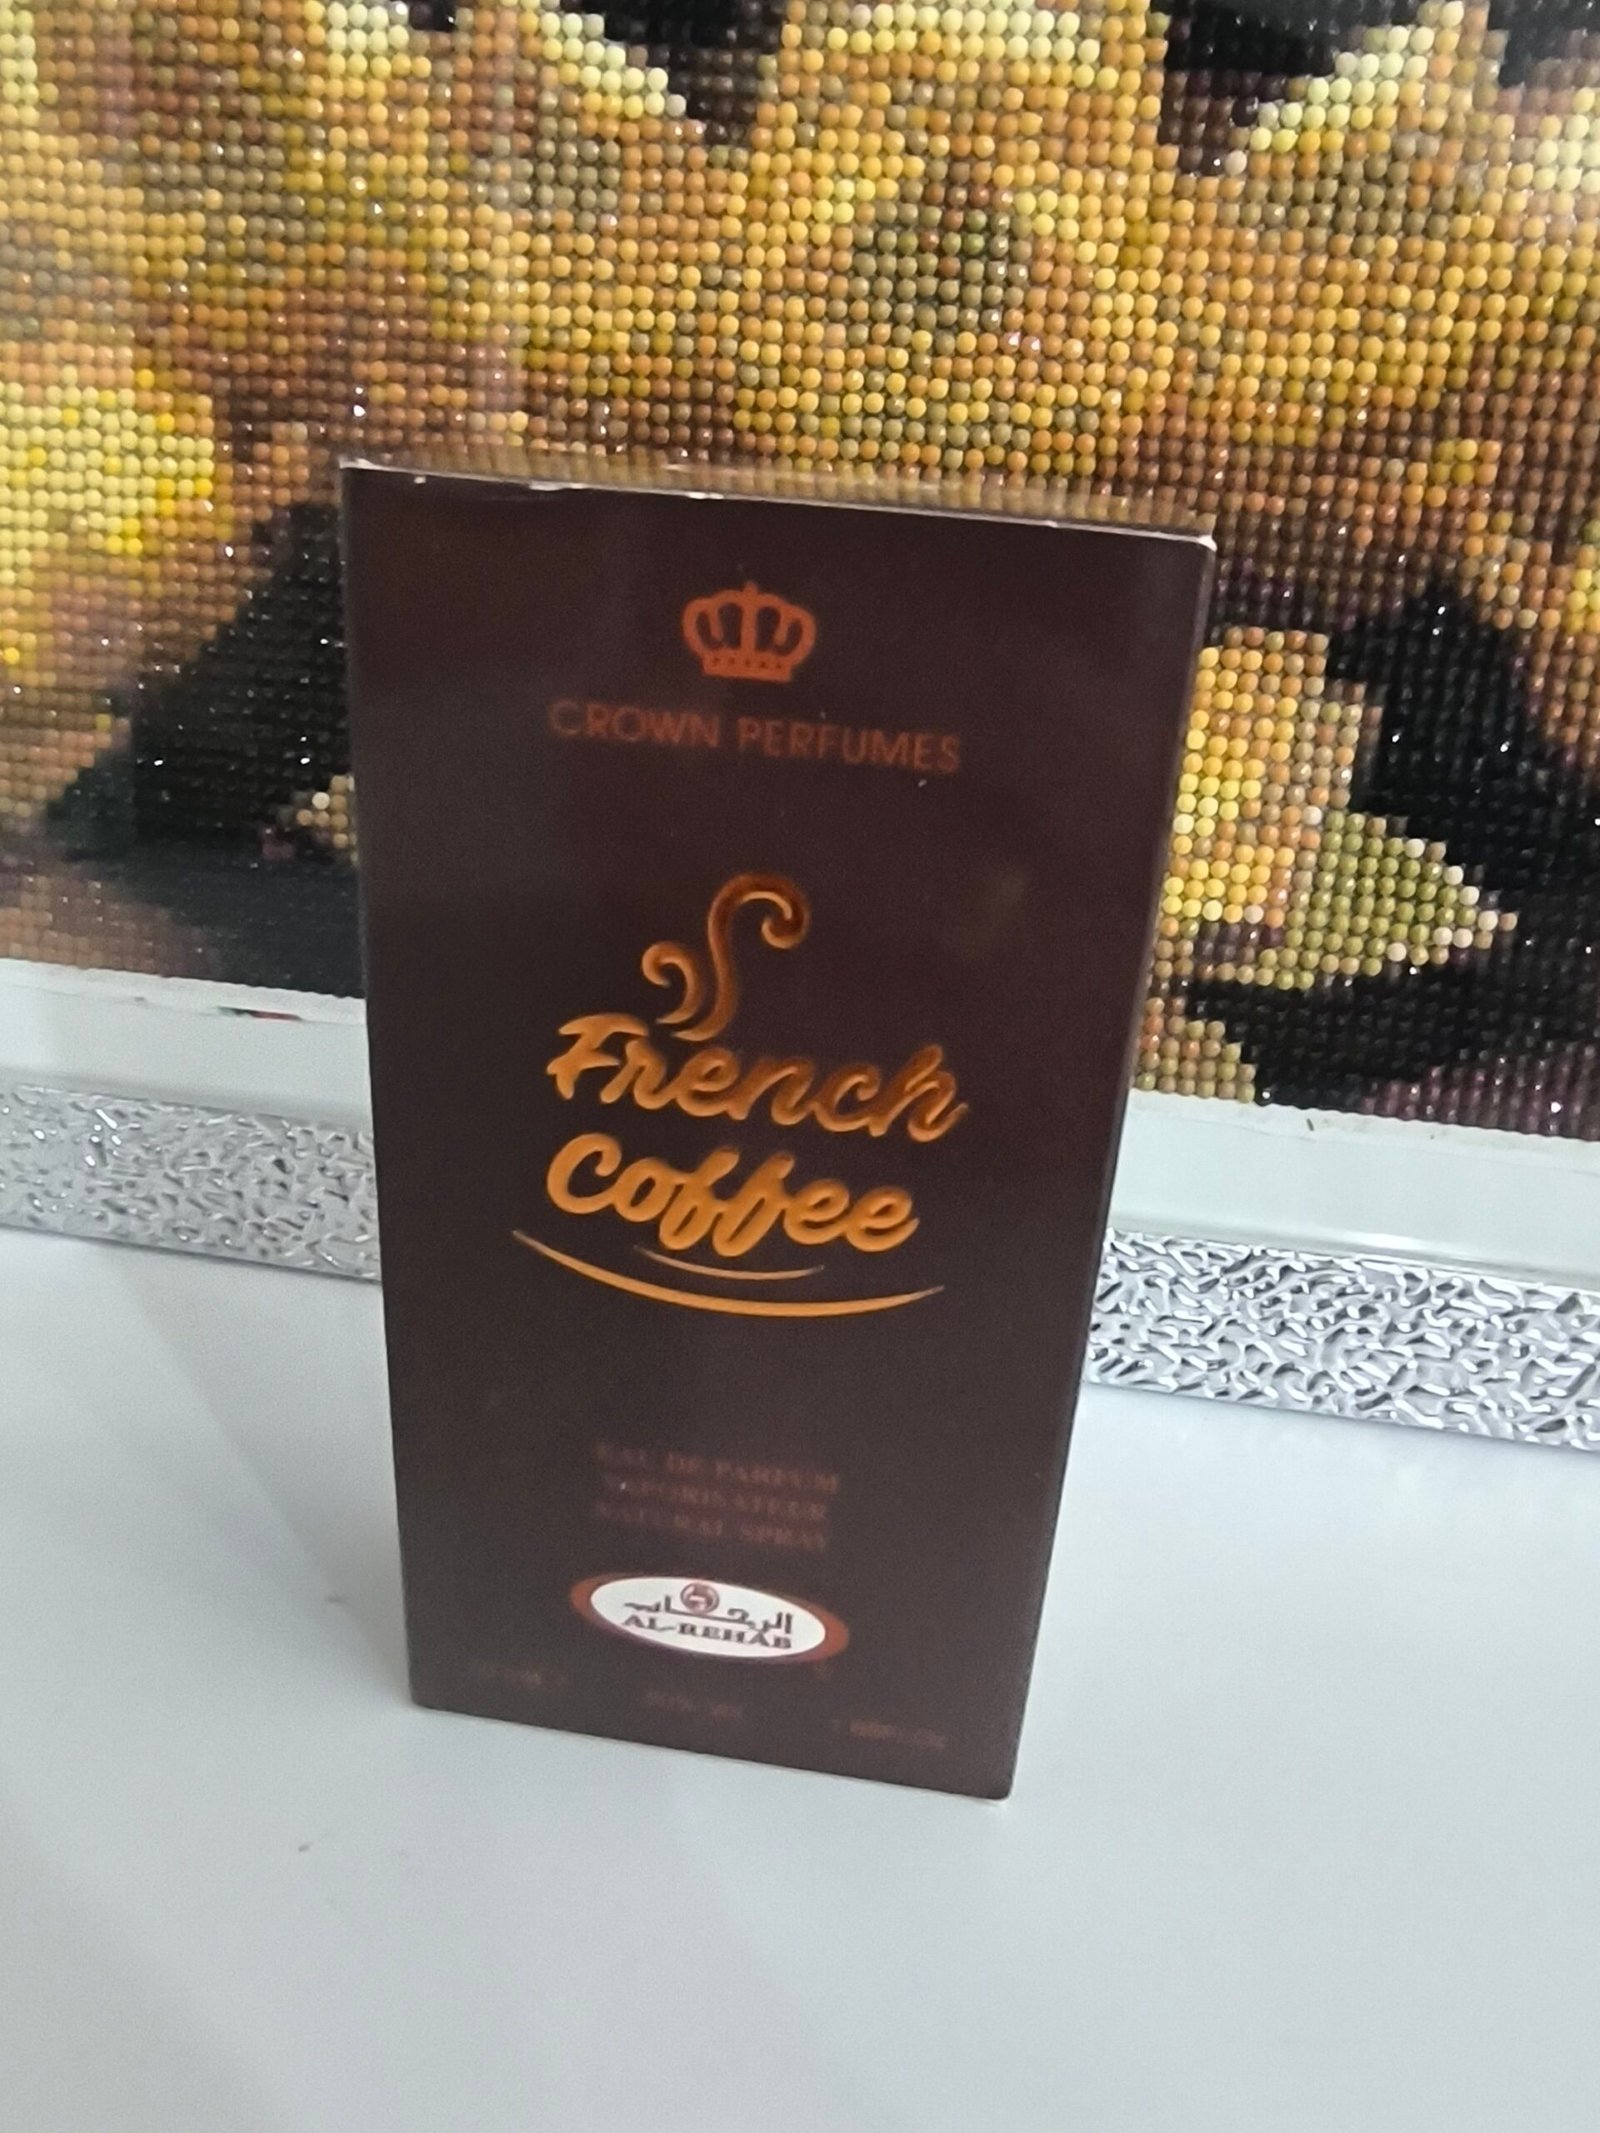 CROWN PERFUMES
French
Coffee
EAU DE PARFUM
VAPORISATEUR
NATURAL SPRAY
الرحاب
AL-REHAB